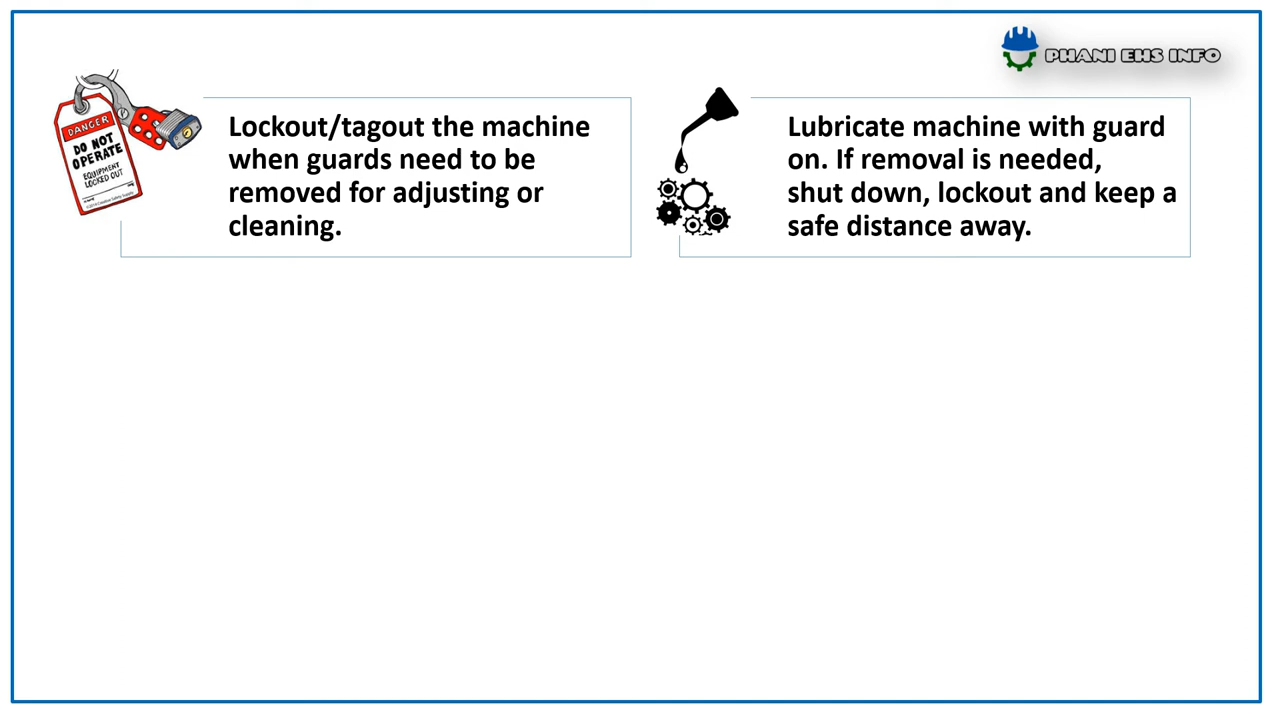 PHANI EHS INFO
DANGER
DO NOT
OPERATE
EQUIPMENT
LOCKED OUT
Lockout/tagout the machine
when guards need to be
removed for adjusting or
cleaning.
Lubricate machine with guard
on. If removal is needed,
shut down, lockout and keep a
safe distance away.